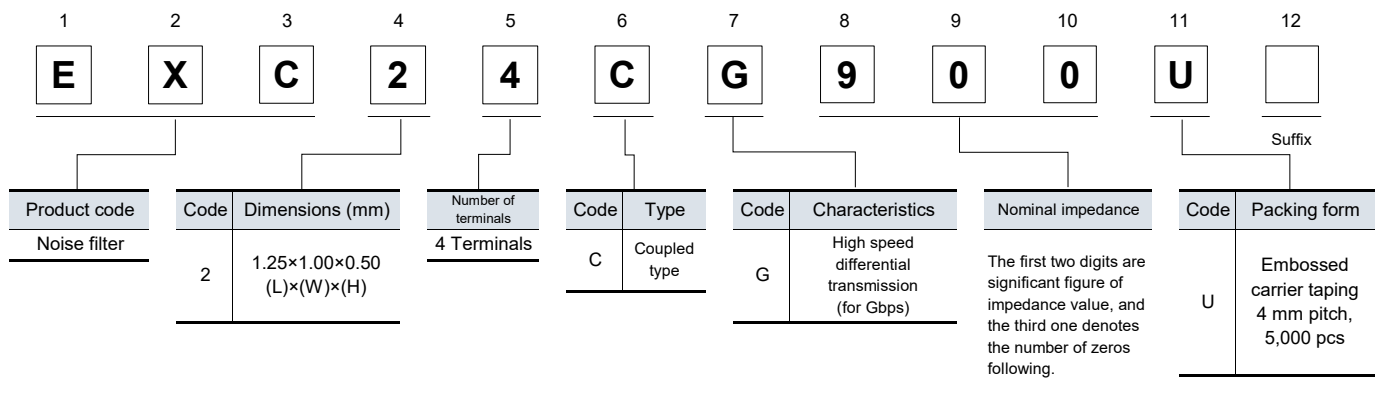 1 2 3 4 5 6 7 8 9 10 11 12
E X C 2 4 C G 9 0 0 U
Suffix
Product code
Noise filter
Code Dimensions (mm)
2
1.25×1.00×0.50
(L)×(W)×(H)
Number of
terminals
4 Terminals
Code Type
C
Coupled
type
Code Characteristics
G
High speed
differential
transmission
(for Gbps)
Nominal impedance
The first two digits are
significant figure of
impedance value, and
the third one denotes
the number of zeros
following.
Code Packing form
U
Embossed
carrier taping
4 mm pitch,
5,000 pcs